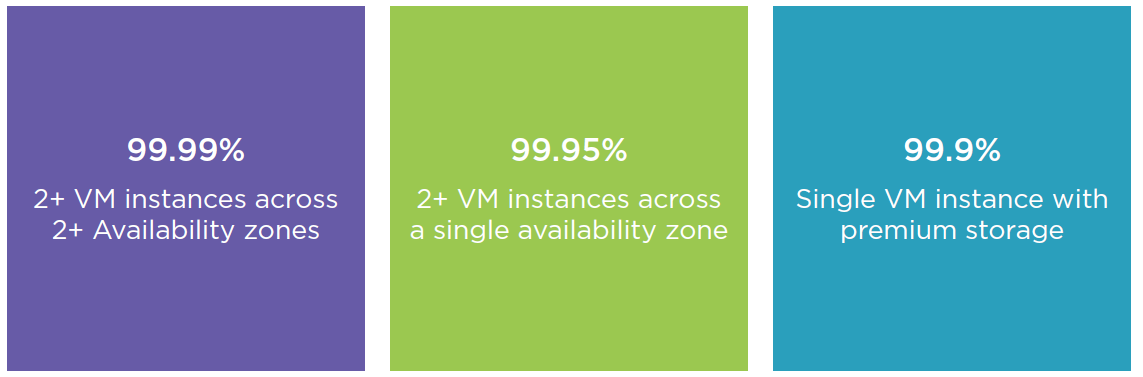 99.99%
2+ VM instances across
2+ Availability zones
99.95%
2+ VM instances across
a single availability zone
99.9%
Single VM instance with
premium storage